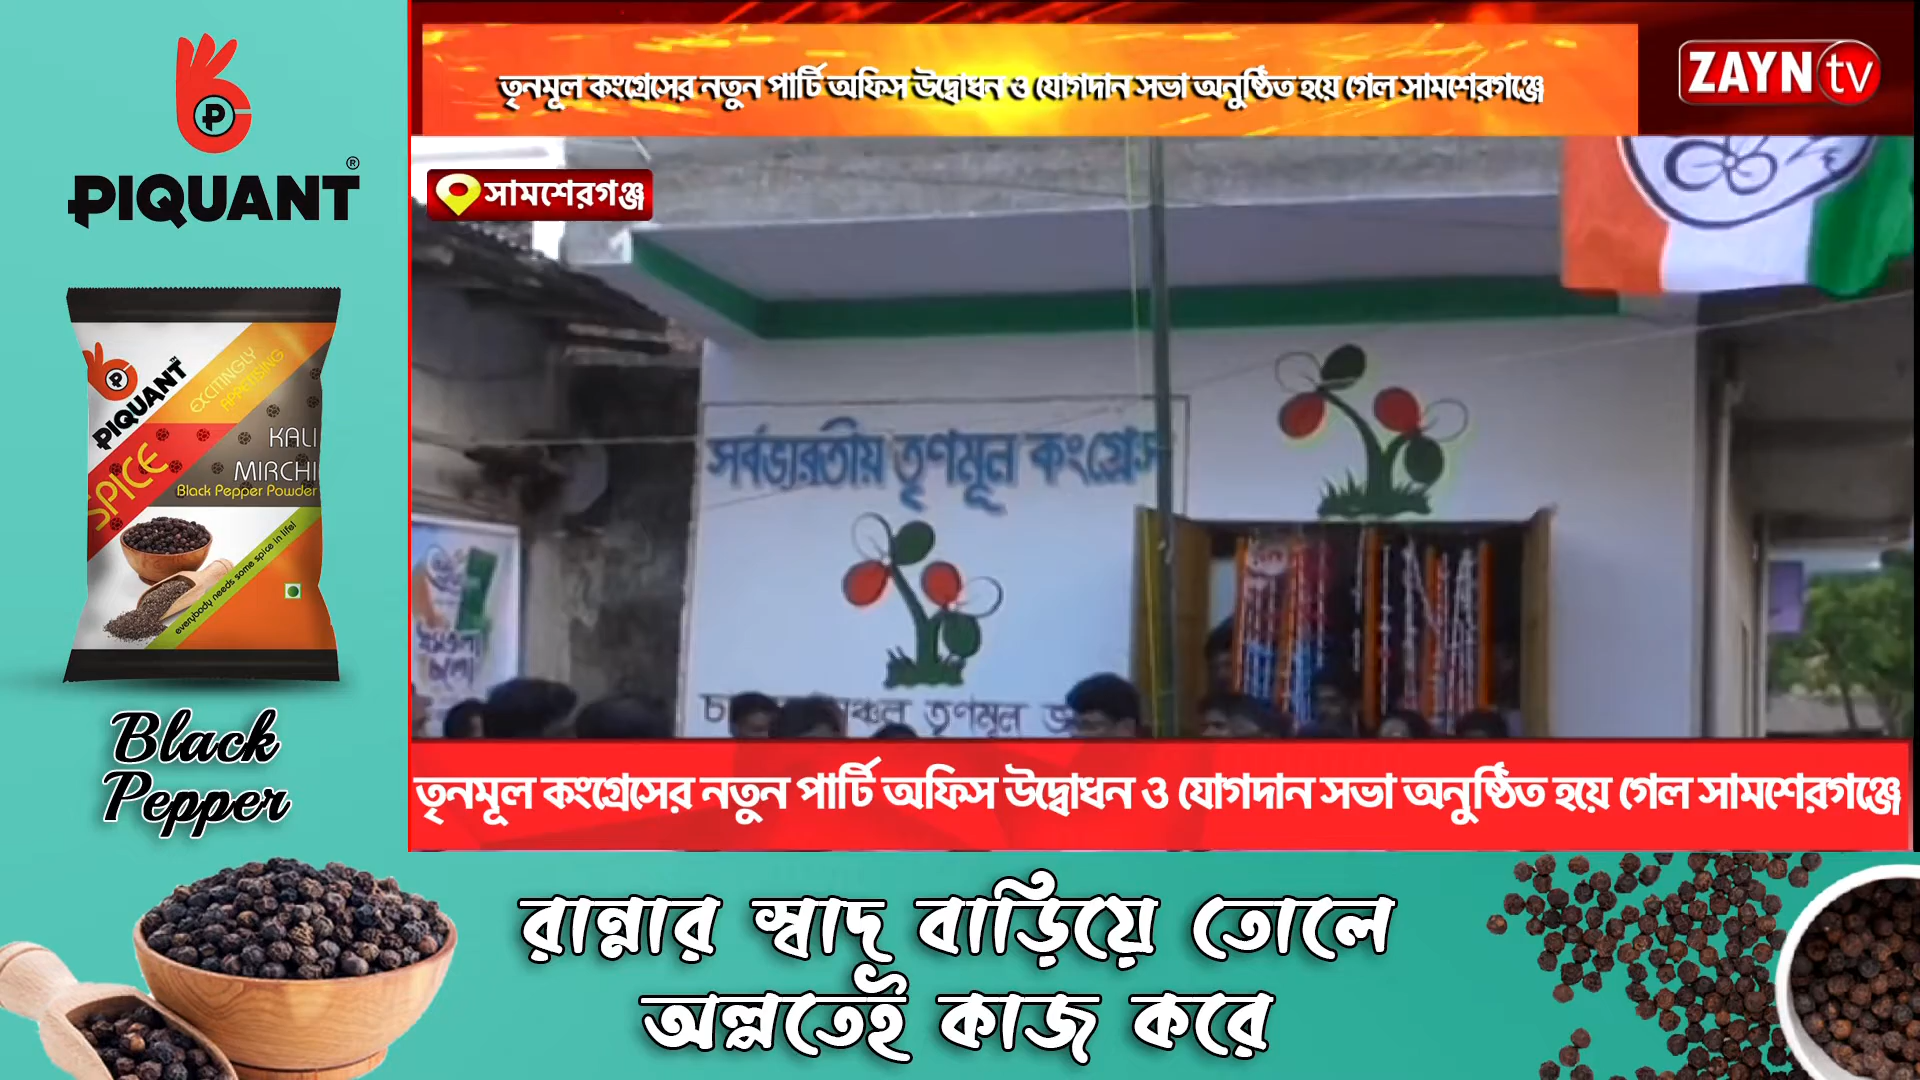 PIQUANT®
PIQUANT™
EXCITINGLY
APPETISING
SPICE
KALI
MIRCHI
Black Pepper Powder
everybody needs some spice in life!
Black
Pepper
তৃনমূল কংগ্রেসের নতুন পার্টি অফিস উদ্বোধন ও যোগদান সভা অনুষ্ঠিত হয়ে গেল সামশেরগঞ্জে
ZAYN tv
সামশেরগঞ্জ
সর্বভারতীয় তৃণমূল কংগ্রেস
তৃণমূল
তৃনমূল কংগ্রেসের নতুন পার্টি অফিস উদ্বোধন ও যোগদান সভা অনুষ্ঠিত হয়ে গেল সামশেরগঞ্জে
রান্নার স্বাদ বাড়িয়ে তোলে
অল্পতেই কাজ করে